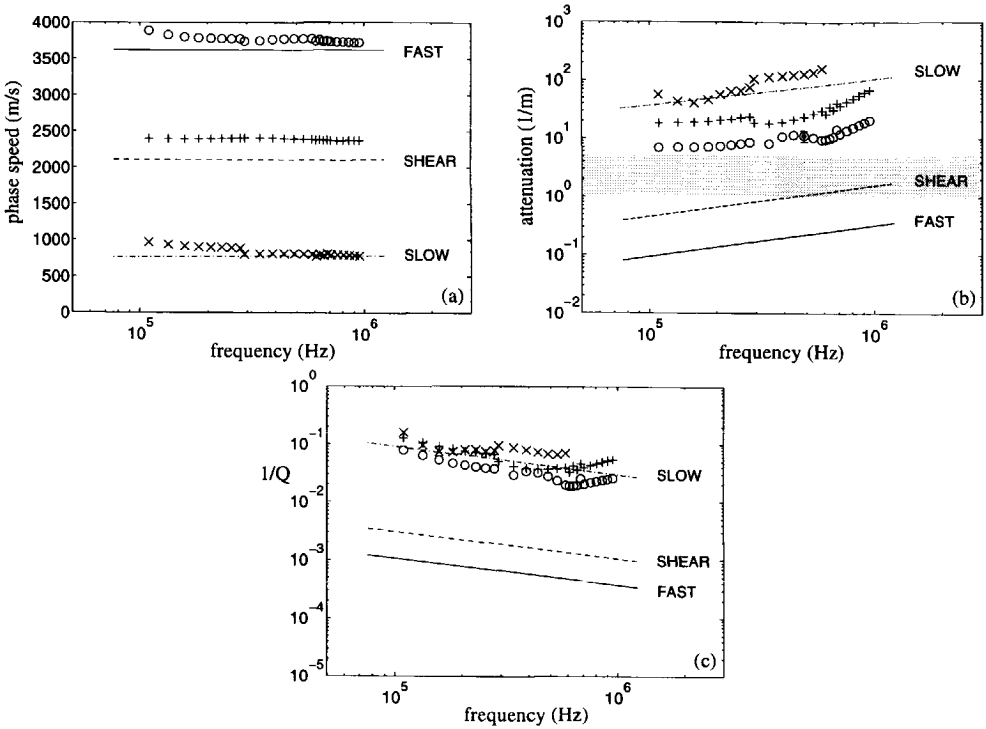 4000
3500
3000
2500
2000
1500
1000
500
0
phase speed (m/s)
FAST
SHEAR
SLOW
(a)
10^5
10^6
frequency (Hz)
10^3
10^2
10^1
10^0
10^-1
10^-2
attenuation (1/m)
SLOW
SHEAR
FAST
(b)
10^5
10^6
frequency (Hz)
10^0
10^-1
10^-2
10^-3
10^-4
10^-5
1/Q
SLOW
SHEAR
FAST
(c)
10^5
10^6
frequency (Hz)